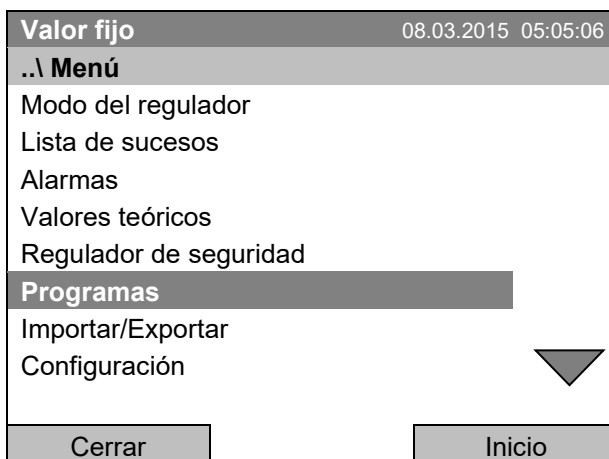 Valor fijo 08.03.2015 05:05:06
..\ Menú
Modo del regulador
Lista de sucesos
Alarmas
Valores teóricos
Regulador de seguridad
Programas
Importar/Exportar
Configuración
Cerrar Inicio